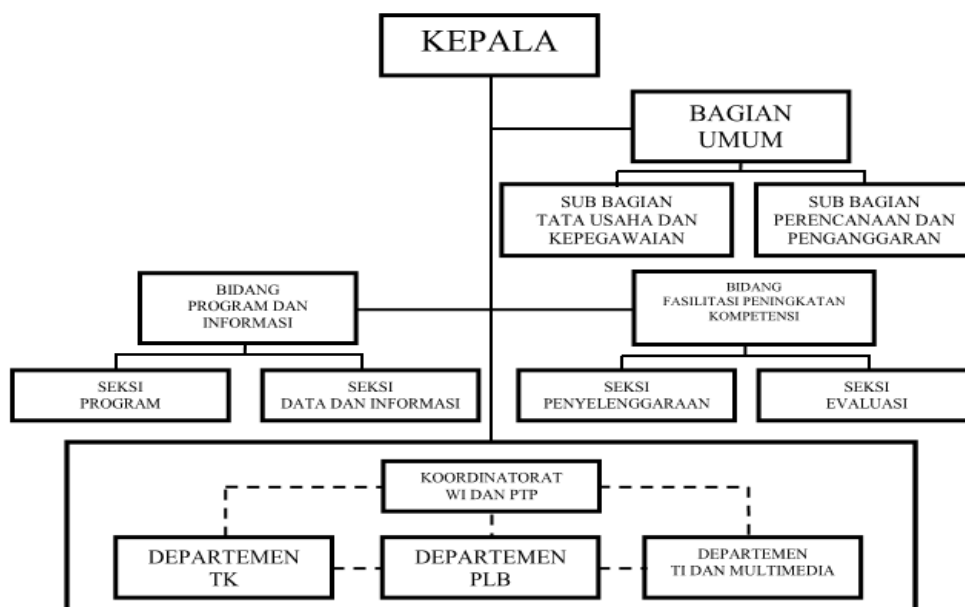 KEPALA
BAGIAN
UMUM
SUB BAGIAN
TATA USAHA DAN
KEPEGAWAIAN
SUB BAGIAN
PERENCANAAN DAN
PENGANGGARAN
BIDANG
PROGRAM DAN
INFORMASI
BIDANG
FASILITASI PENINGKATAN
KOMPETENSI
SEKSI
PROGRAM
SEKSI
DATA DAN INFORMASI
SEKSI
PENYELENGGARAAN
SEKSI
EVALUASI
KOORDINATORAT
WI DAN PTP
DEPARTEMEN
TK
DEPARTEMEN
PLB
DEPARTEMEN
TI DAN MULTIMEDIA